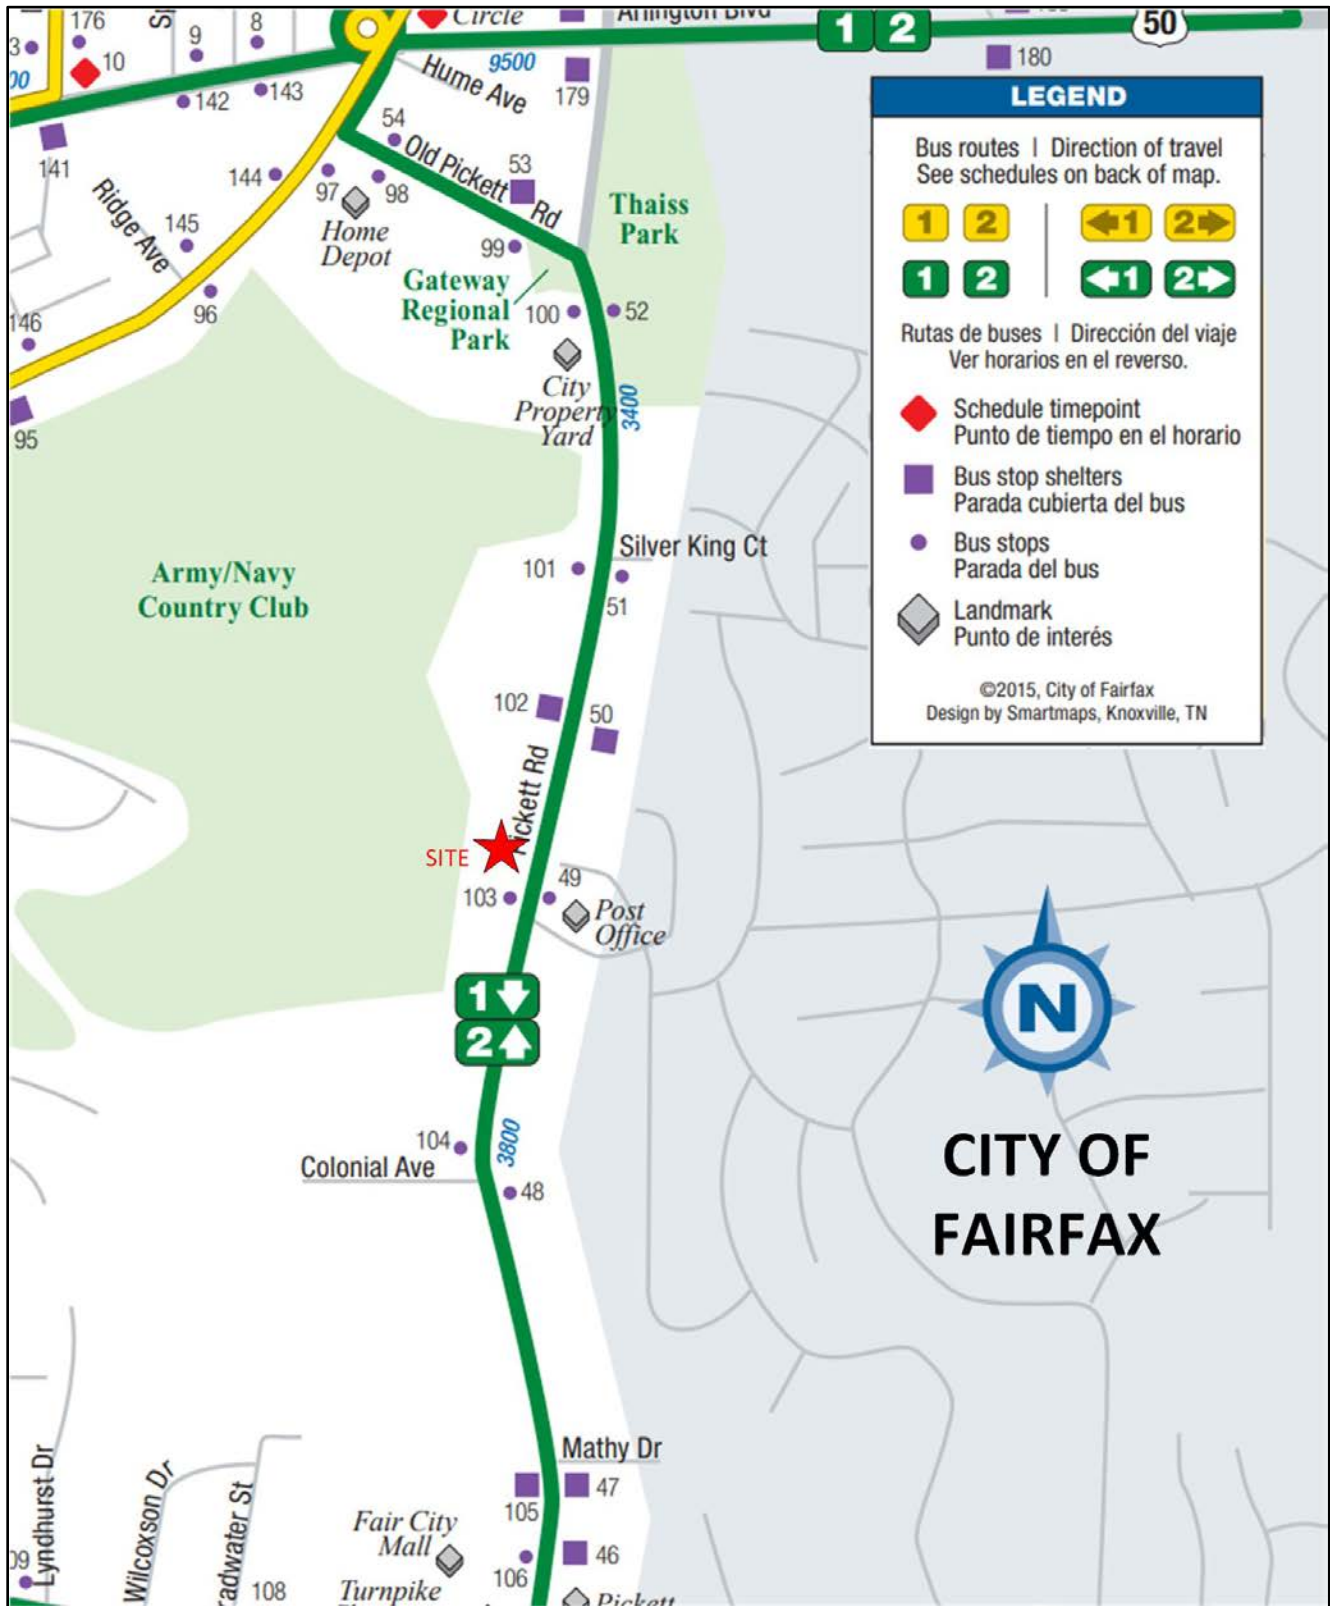 176
8
Circle
Arlington Blvd
1 2
50
9
3
10
00
9500
180
142
143
Hume Ave
179
54
141
144
Old Pickett Rd
53
97
98
Ridge Ave
145
Home
Depot
99
Thaiss
Park
Gateway
Regional
Park
96
100
52
146
City
Property
Yard
3400
95
LEGEND
Bus routes | Direction of travel
See schedules on back of map.
1 2 1 2
1 2 1 2
Rutas de buses | Dirección del viaje
Ver horarios en el reverso.
Schedule timepoint
Punto de tiempo en el horario
Bus stop shelters
Parada cubierta del bus
Bus stops
Parada del bus
Landmark
Punto de interés
©2015, City of Fairfax
Design by Smartmaps, Knoxville, TN
Silver King Ct
101
51
Army/Navy
Country Club
102
50
Pickett Rd
SITE
49
103
Post
Office
1
2
N
CITY OF
FAIRFAX
104
3800
Colonial Ave
48
Mathy Dr
105
47
Fair City
Mall
46
106
Lyndhurst Dr
Wilcoxson Dr
radwater St
09
108
Turnpike
Pickett